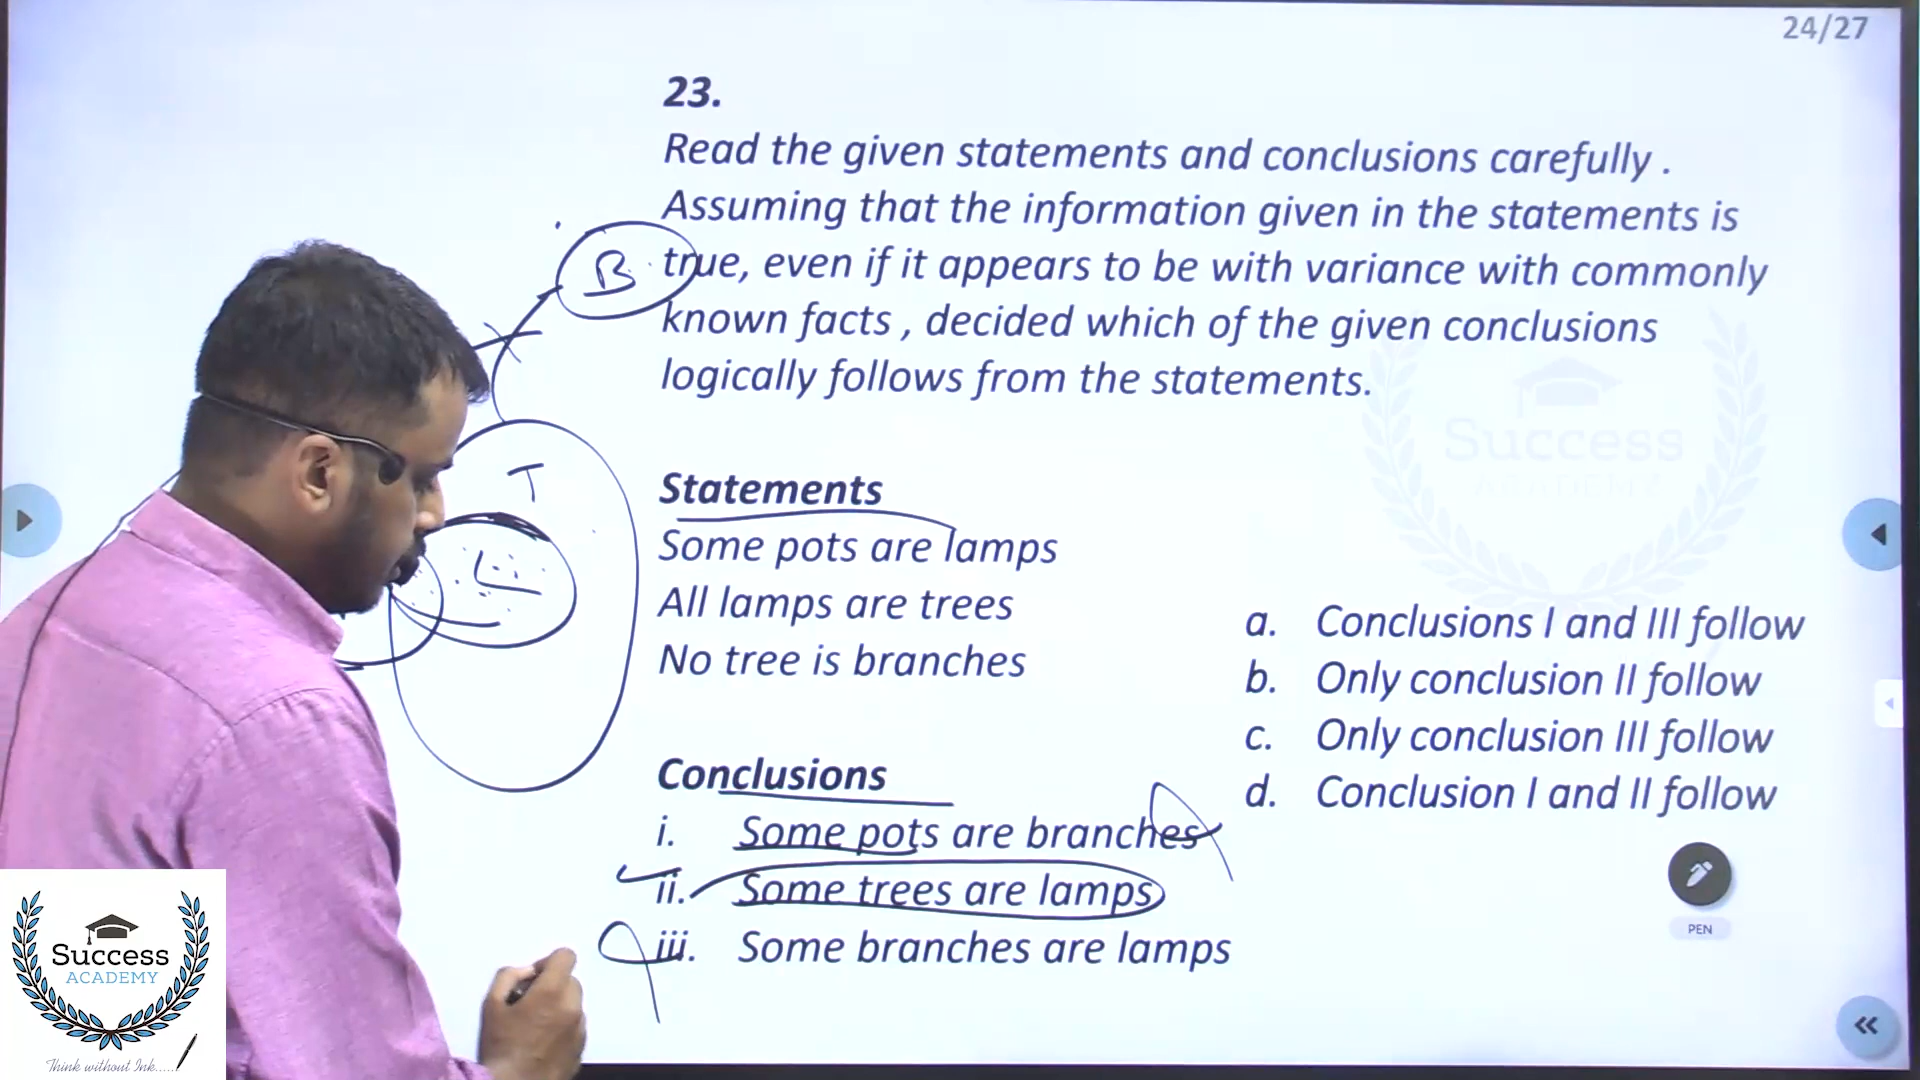 24/27
23.
Read the given statements and conclusions carefully .
Assuming that the information given in the statements is
true, even if it appears to be with variance with commonly
known facts , decided which of the given conclusions
logically follows from the statements.
B
T
L
Statements
Some pots are lamps
All lamps are trees
No tree is branches
a. Conclusions I and III follow
b. Only conclusion II follow
c. Only conclusion III follow
d. Conclusion I and II follow
Conclusions
i. Some pots are branches
ii. Some trees are lamps
iii. Some branches are lamps
PEN
Success
ACADEMY
Success
ACADEMY
Think without Ink.....